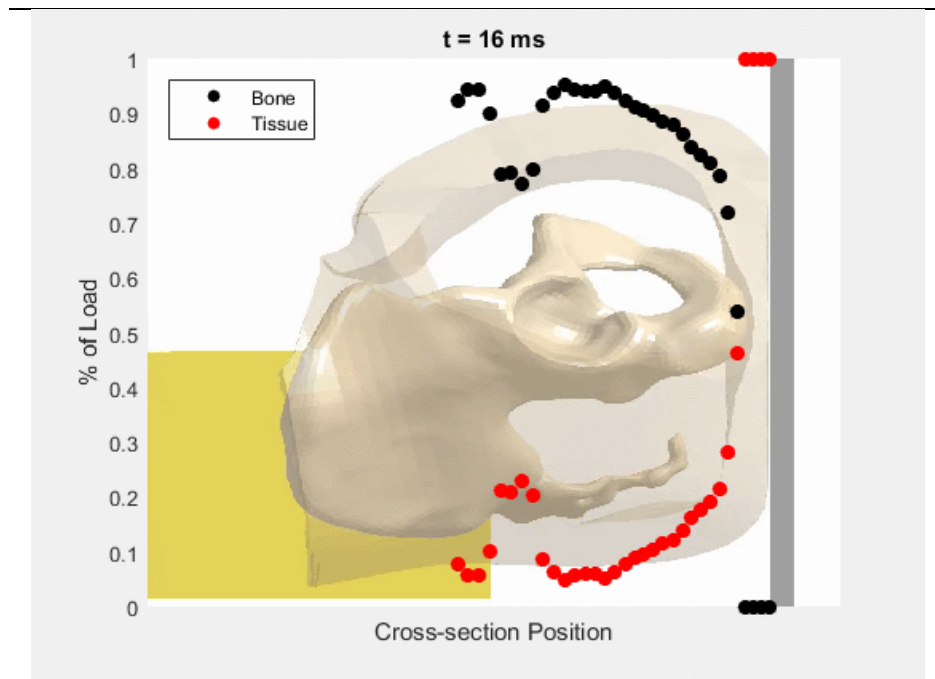 t = 16 ms
1
Bone
Tissue
0.9
0.8
0.7
0.6
0.5
0.4
0.3
0.2
0.1
0
% of Load
Cross-section Position